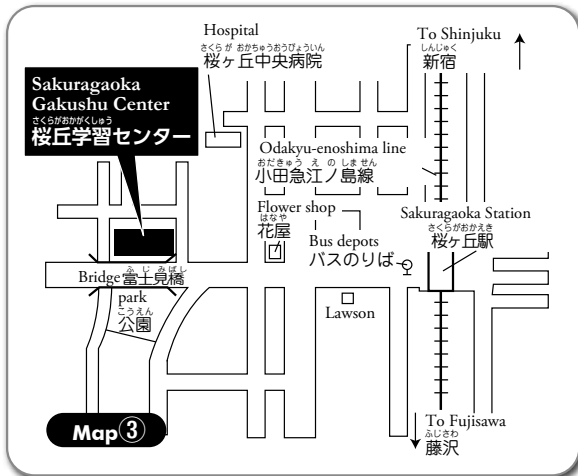 Hospital
さくら が おかちゅうおうびょういん
桜ヶ丘中央病院
To Shinjuku
しんじゅく
新宿
Sakuragaoka
Gakushu Center
さくらがおかがくしゅう
桜丘学習センター
Odakyu-enoshima line
おだきゅう え の しません
小田急江ノ島線
Flower shop
はなや
花屋
Sakuragaoka Station
さくらがおかえき
桜ヶ丘駅
Bus depots
バスのりば
Bridge 富士見橋
ふじみばし
park
こうえん
公園
Lawson
Map③
To Fujisawa
ふじさわ
藤沢